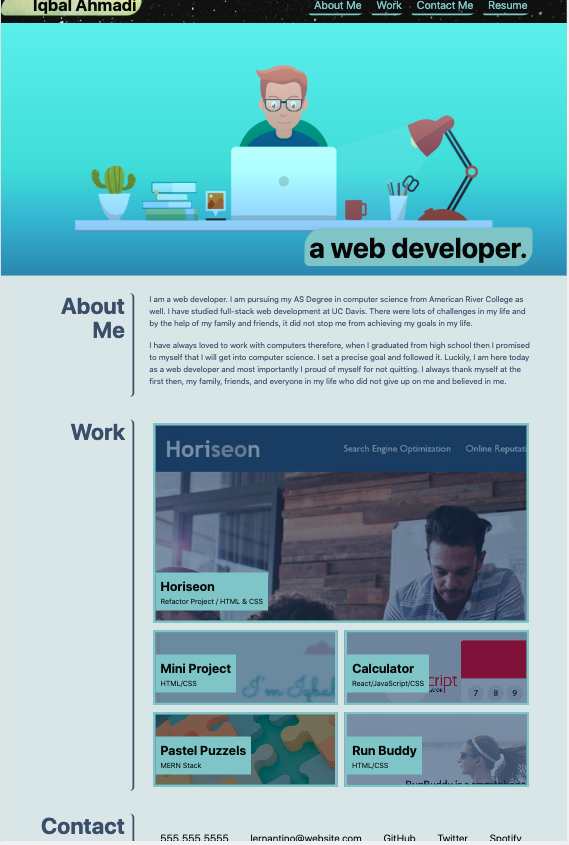 Iqbal Ahmadi
About Me Work Contact Me Resume
a web developer.
About
Me
I am a web developer. I am pursuing my AS Degree in computer science from American River College as
well. I have studied full-stack web development at UC Davis. There were lots of challenges in my life and
by the help of my family and friends, it did not stop me from achieving my goals in my life.
I have always loved to work with computers therefore, when I graduated from high school then I promised
to myself that I will get into computer science. I set a precise goal and followed it. Luckily, I am here today
as a web developer and most importantly I proud of myself for not quitting. I always thank myself at the
first then, my family, friends, and everyone in my life who did not give up on me and believed in me.
Work
Horiseon
Search Engine Optimization Online Reputat
Horiseon
Refactor Project / HTML & CSS
Mini Project
HTML/CSS
I'm Iqbal
Calculator
React/JavaScript/CSS
cript
7 8 9
Pastel Puzzels
MERN Stack
Run Buddy
HTML/CSS
RunBuddy is a smartphone
Contact
555.555.5555 lernantino@website.com GitHub Twitter Spotify